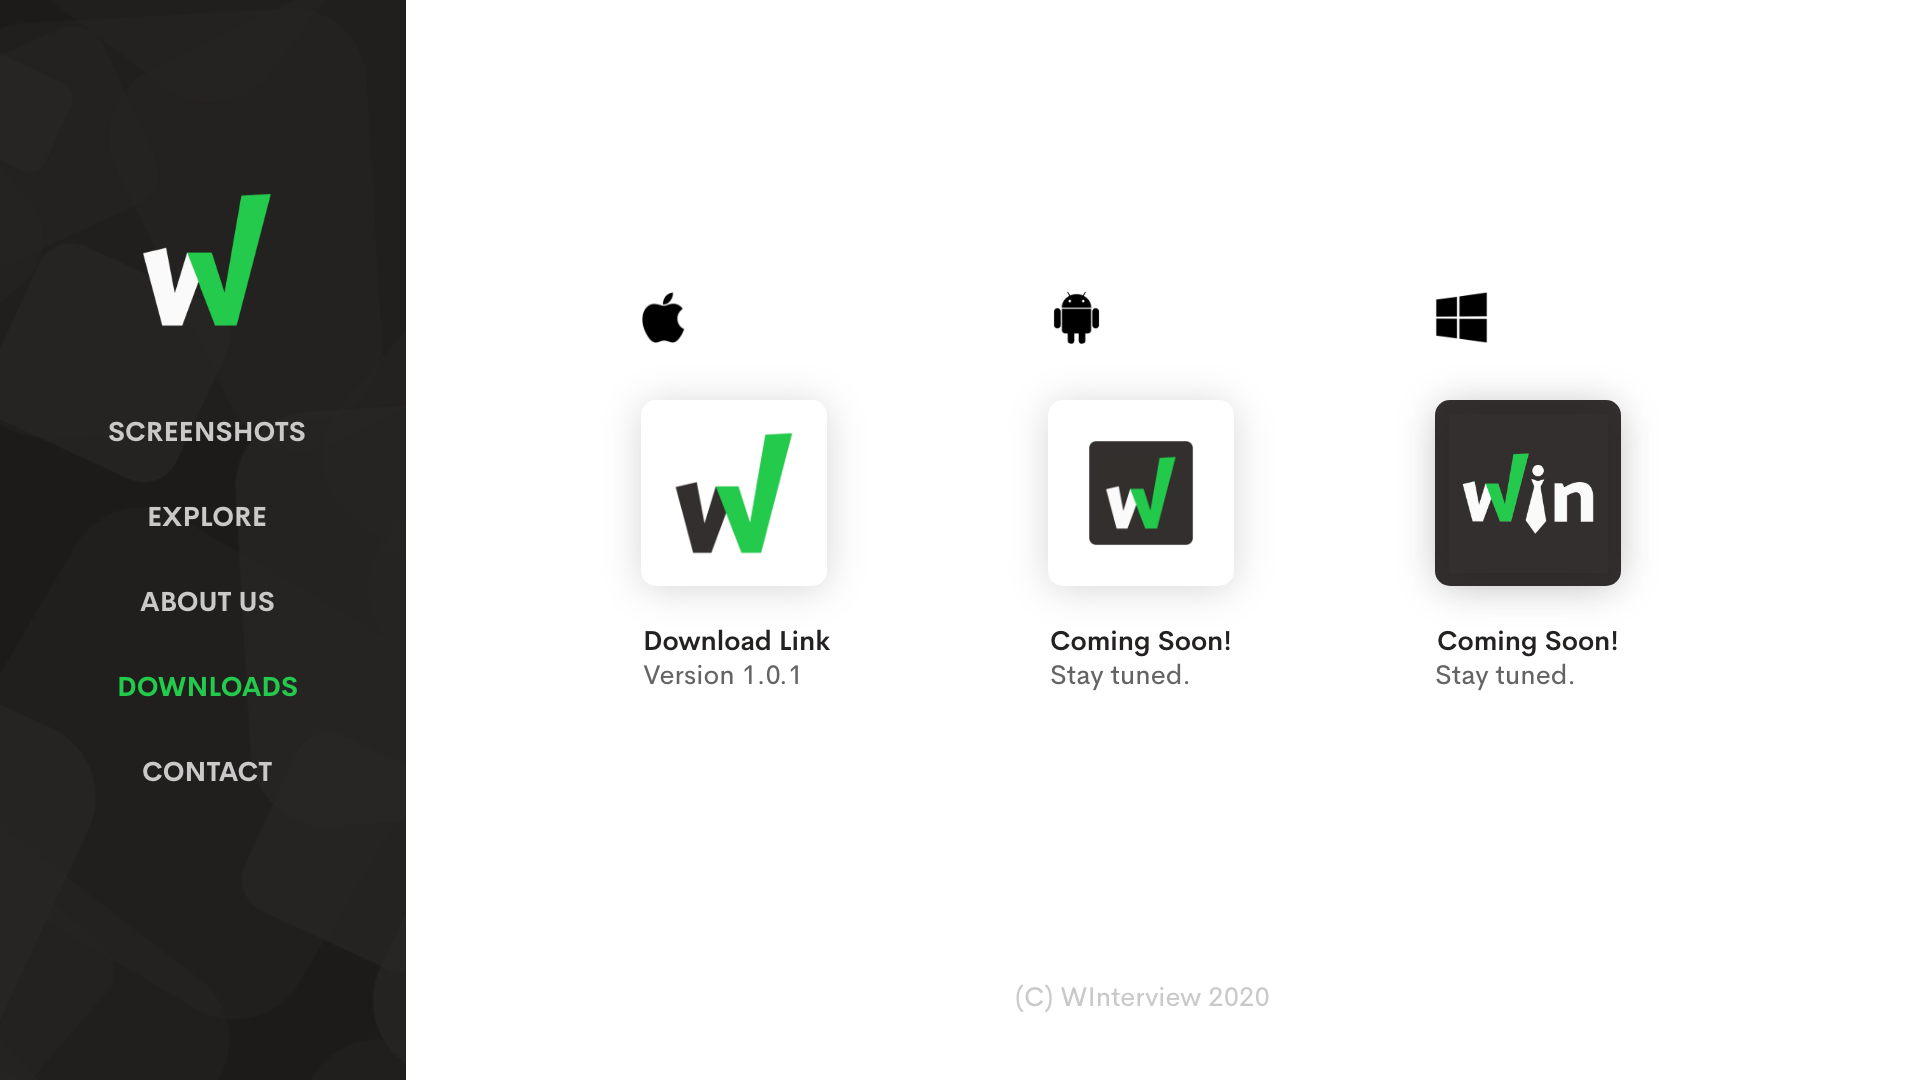 W
SCREENSHOTS
EXPLORE
ABOUT US
DOWNLOADS
CONTACT
W
Download Link
Version 1.0.1
W
Coming Soon!
Stay tuned.
Win
Coming Soon!
Stay tuned.
(C) WInterview 2020